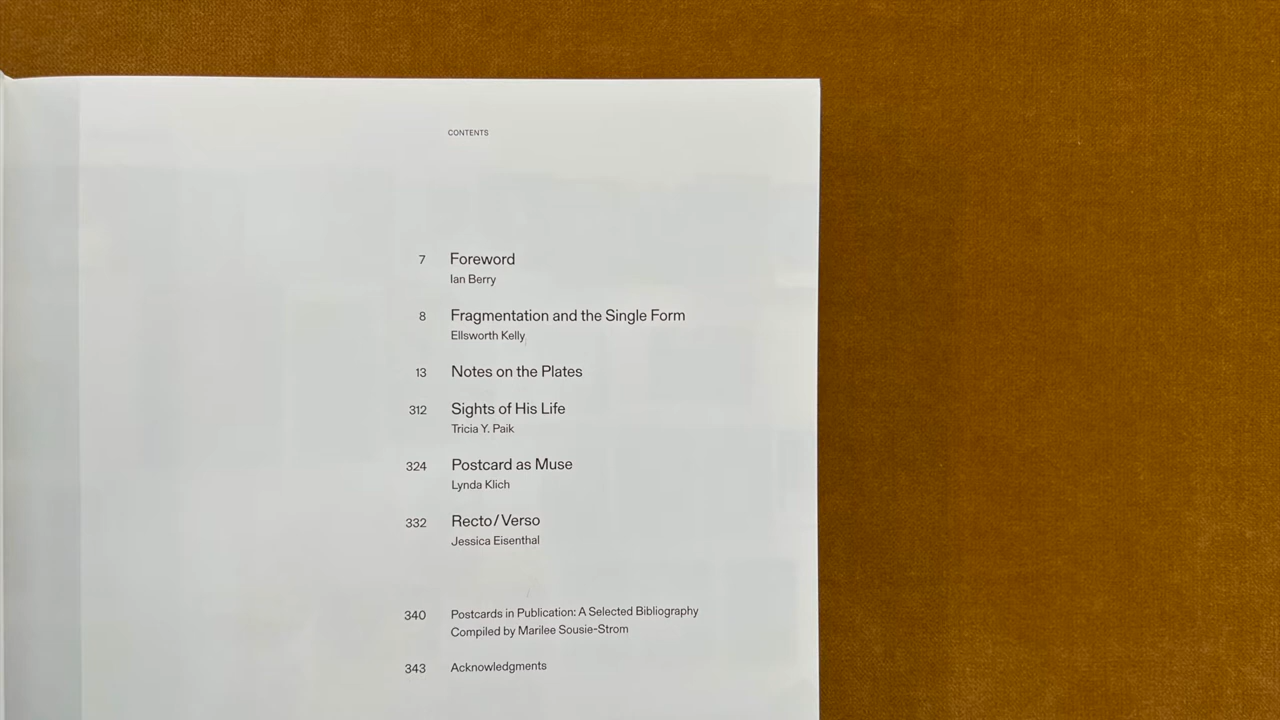 CONTENTS
7 Foreword
Ian Berry
8 Fragmentation and the Single Form
Ellsworth Kelly
13 Notes on the Plates
312 Sights of His Life
Tricia Y. Paik
324 Postcard as Muse
Lynda Klich
332 Recto/Verso
Jessica Eisenthal
340 Postcards in Publication: A Selected Bibliography
Compiled by Marilee Sousie-Strom
343 Acknowledgments